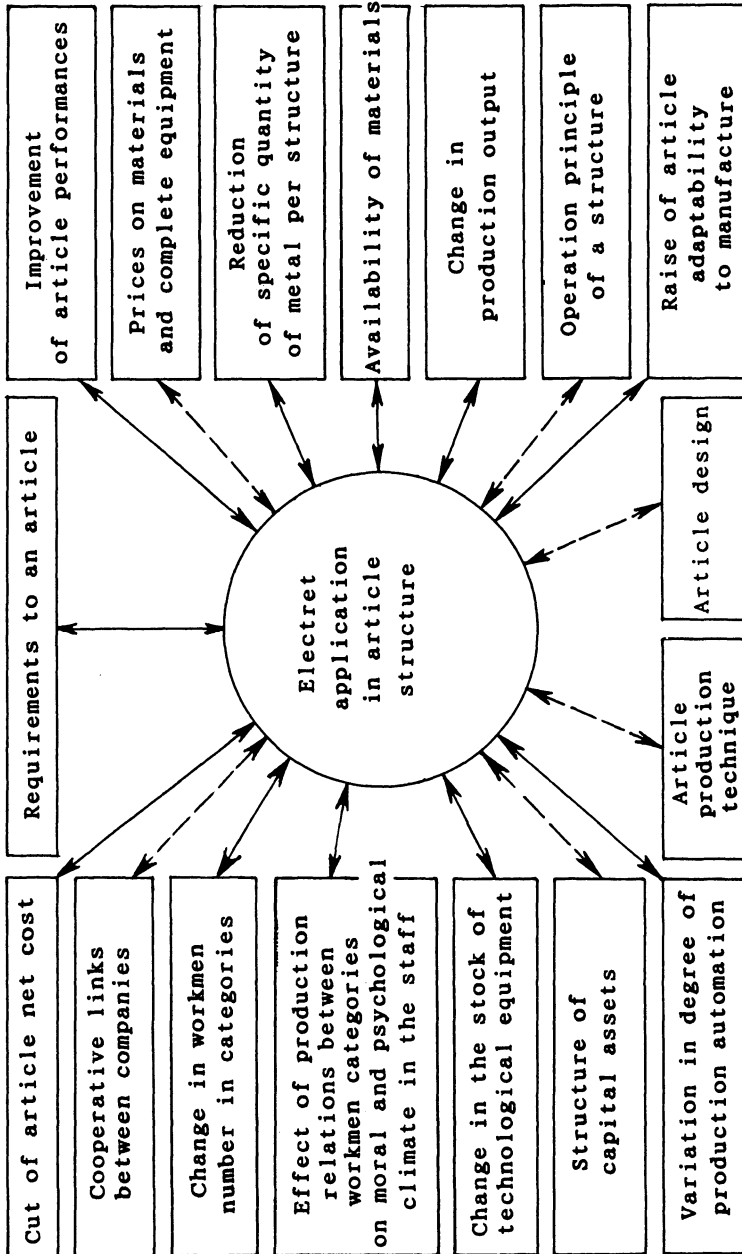 Requirements to an article
Cut of article net cost
Cooperative links
between companies
Change in workmen
number in categories
Effect of production
relations between
workmen categories
on moral and psychological
climate in the staff
Change in the stock of
technological equipment
Structure of
capital assets
Variation in degree of
production automation
Electret
application
in article
structure
Article
production
technique
Article design
Improvement
of article performances
Prices on materials
and complete equipment
Reduction
of specific quantity
of metal per structure
Availability of materials
Change in
production output
Operation principle
of a structure
Raise of article
adaptability
to manufacture